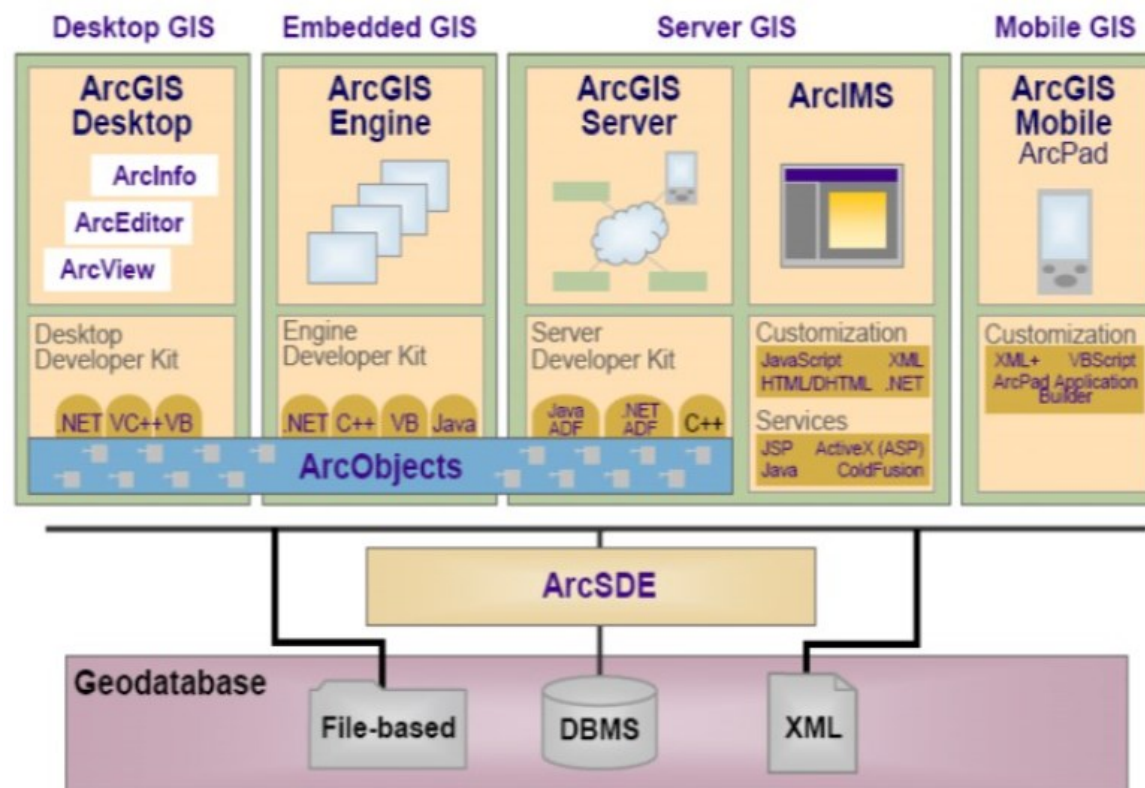 Desktop GIS
Embedded GIS
Server GIS
Mobile GIS
ArcGIS
Desktop
ArcInfo
ArcEditor
ArcView
ArcGIS
Engine
ArcGIS
Server
ArcIMS
ArcGIS
Mobile
ArcPad
Desktop
Developer Kit
.NET VC++ VB
Engine
Developer Kit
.NET C++ VB Java
Server
Developer Kit
Java
ADF
.NET
ADF
C++
Customization
JavaScript XML
HTML/DHTML .NET
Services
JSP ActiveX (ASP)
Java ColdFusion
Customization
XML+ VBScript
ArcPad Application
Builder
ArcObjects
ArcSDE
Geodatabase
File-based
DBMS
XML